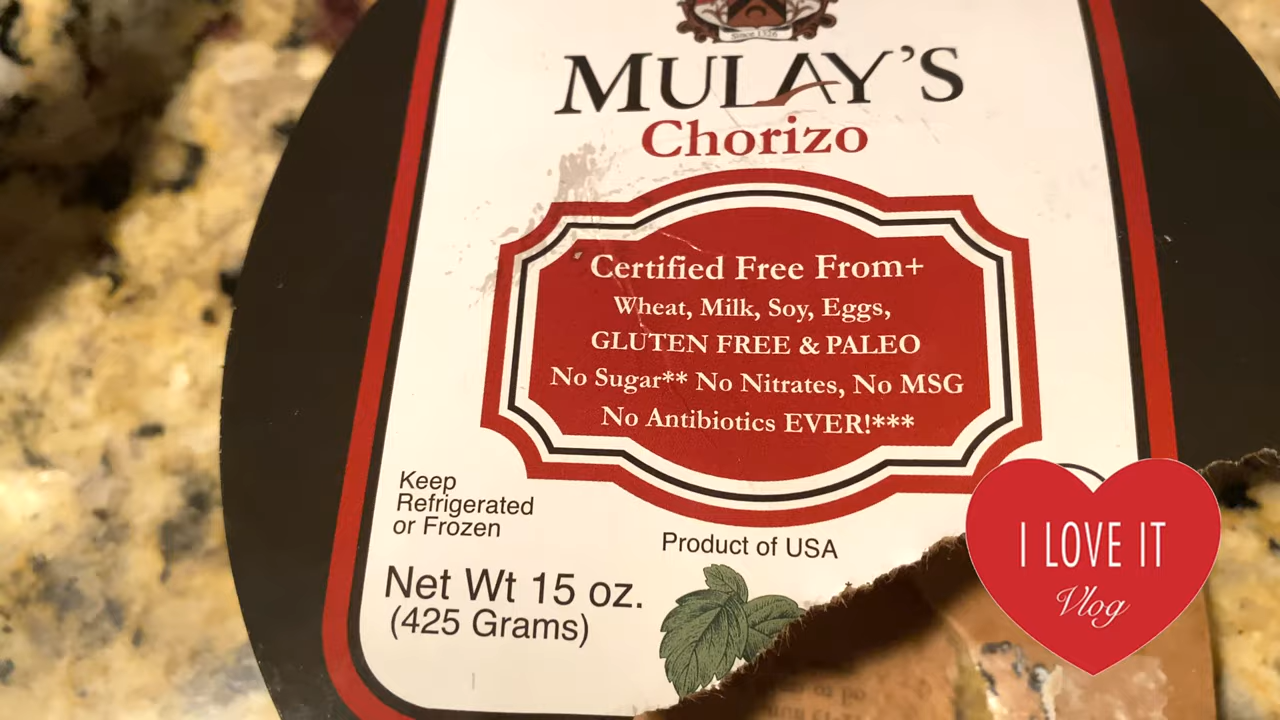 MULAY'S
Chorizo
Certified Free From+
Wheat, Milk, Soy, Eggs,
GLUTEN FREE & PALEO
No Sugar** No Nitrates, No MSG
No Antibiotics EVER!***
Keep
Refrigerated
or Frozen
Product of USA
Net Wt 15 oz.
(425 Grams)
I LOVE IT
Vlog